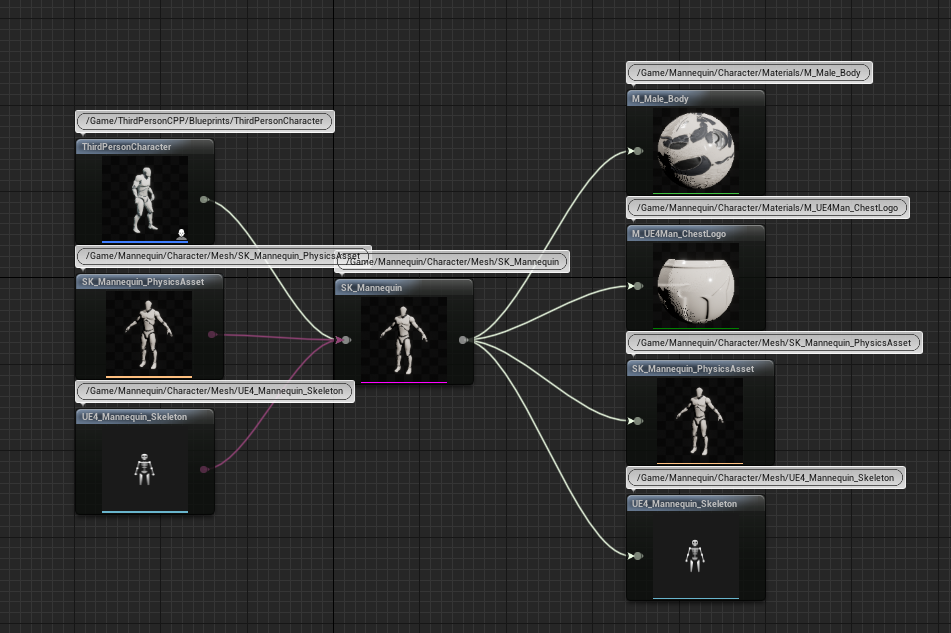 /Game/ThirdPersonCPP/Blueprints/ThirdPersonCharacter
ThirdPersonCharacter
/Game/Mannequin/Character/Mesh/SK_Mannequin_PhysicsAsset
SK_Mannequin_PhysicsAsset
/Game/Mannequin/Character/Mesh/UE4_Mannequin_Skeleton
UE4_Mannequin_Skeleton
/Game/Mannequin/Character/Mesh/SK_Mannequin
SK_Mannequin
/Game/Mannequin/Character/Materials/M_Male_Body
M_Male_Body
/Game/Mannequin/Character/Materials/M_UE4Man_ChestLogo
M_UE4Man_ChestLogo
/Game/Mannequin/Character/Mesh/SK_Mannequin_PhysicsAsset
SK_Mannequin_PhysicsAsset
/Game/Mannequin/Character/Mesh/UE4_Mannequin_Skeleton
UE4_Mannequin_Skeleton